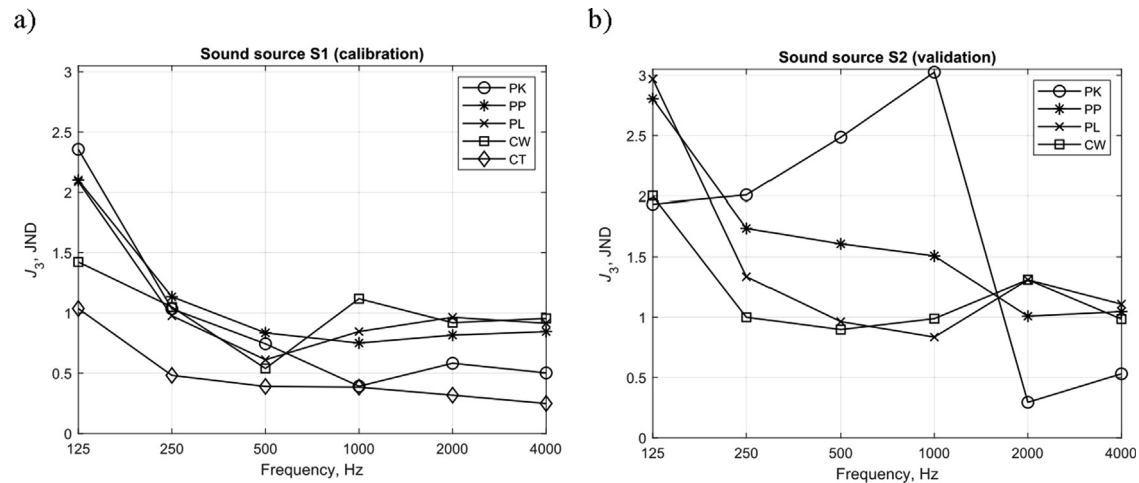 a)
Sound source S1 (calibration)
3
2.5
2
1.5
1
0.5
0
J3, JND
125
250
500
1000
2000
4000
Frequency, Hz
PK
PP
PL
CW
CT
b)
Sound source S2 (validation)
3
2.5
2
1.5
1
0.5
0
J3, JND
125
250
500
1000
2000
4000
Frequency, Hz
PK
PP
PL
CW